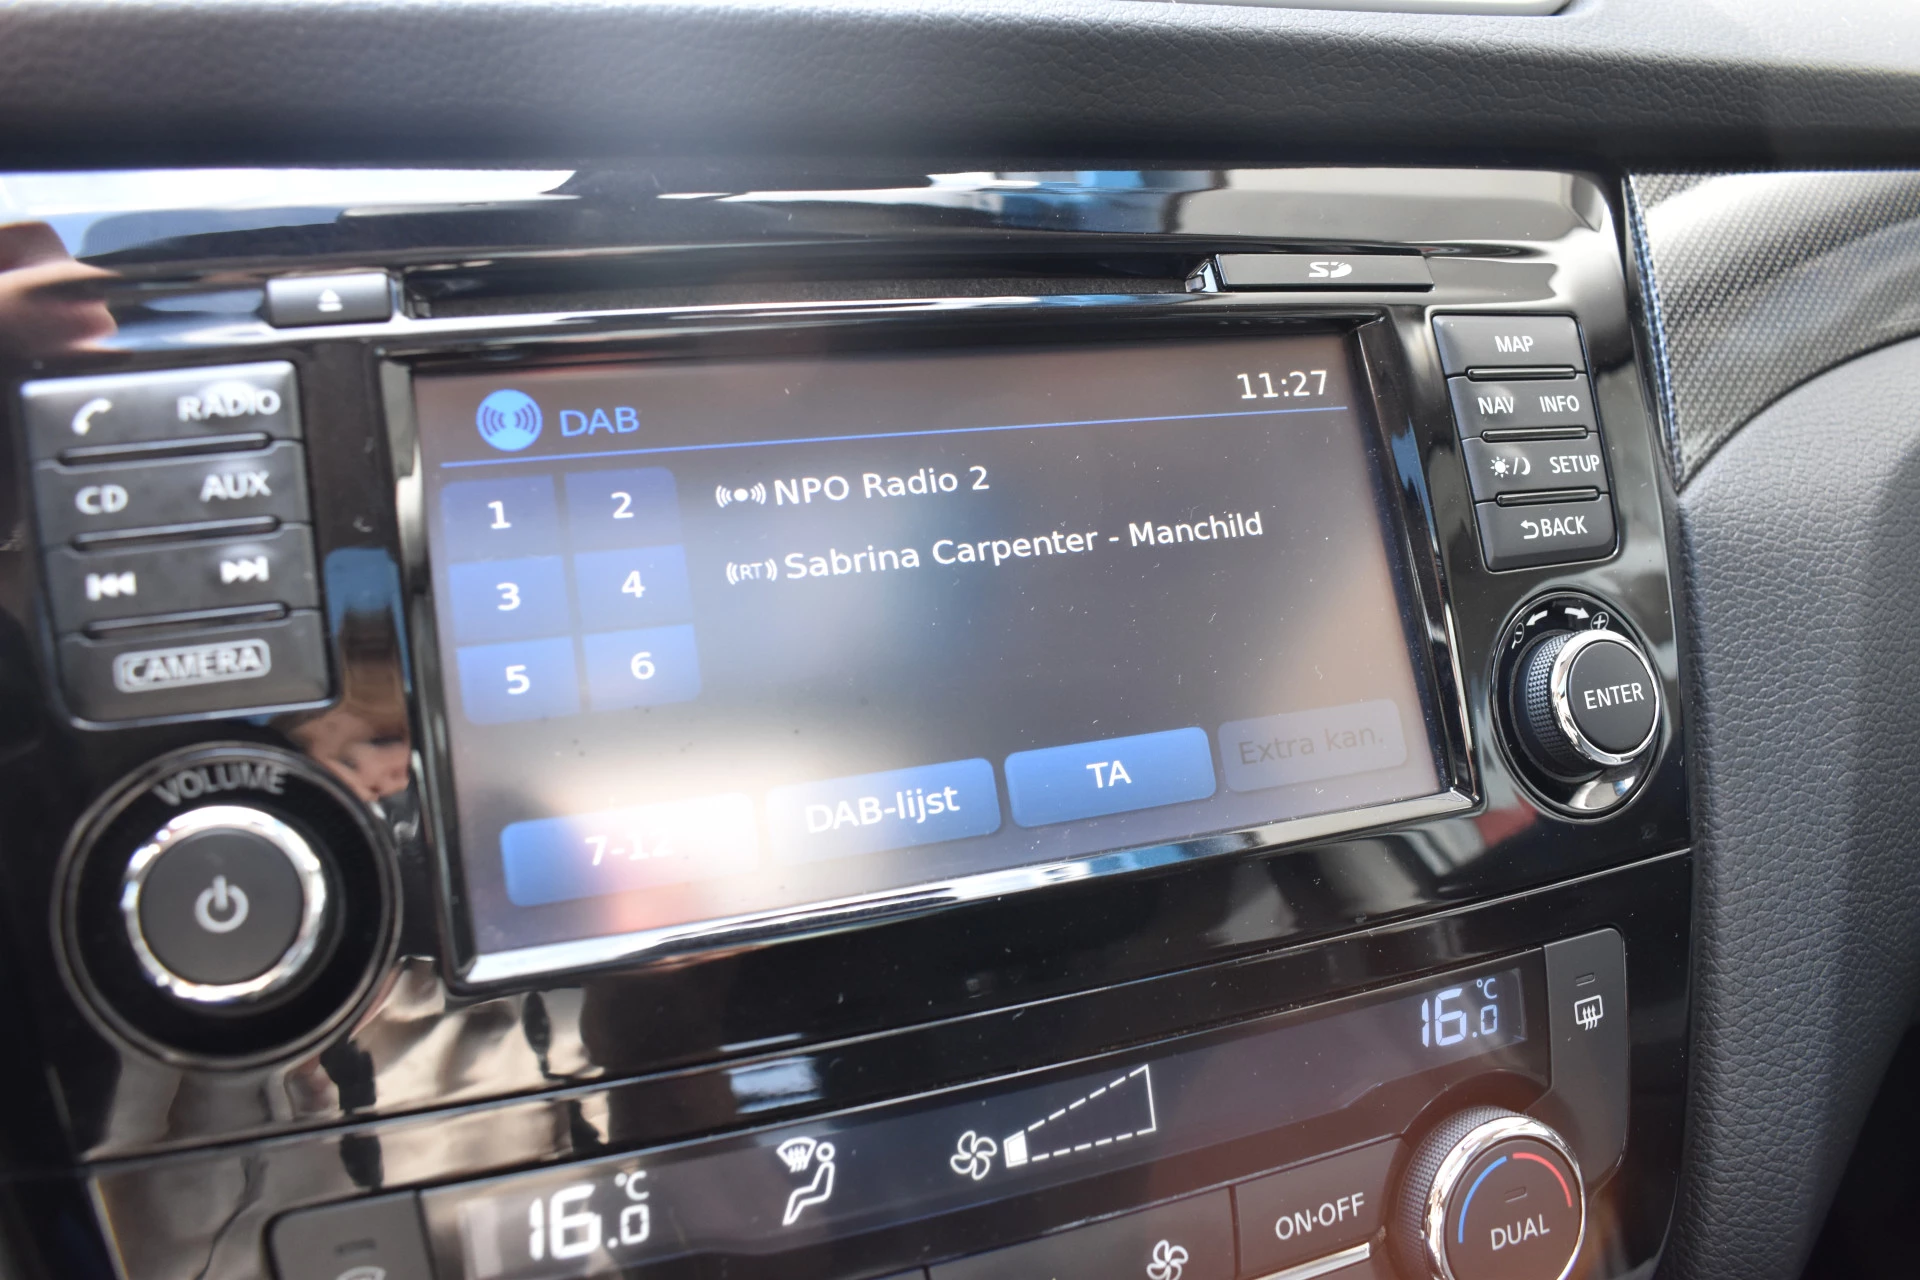 SD
RADIO
CD AUX
CAMERA
VOLUME
DAB 11:27
1 2
3 4
5 6
NPO Radio 2
RT Sabrina Carpenter - Manchild
DAB-lijst TA Extra kan.
MAP
NAV INFO
SETUP
BACK
ENTER
16.0 °C
16.0 °C
ON·OFF
DUAL